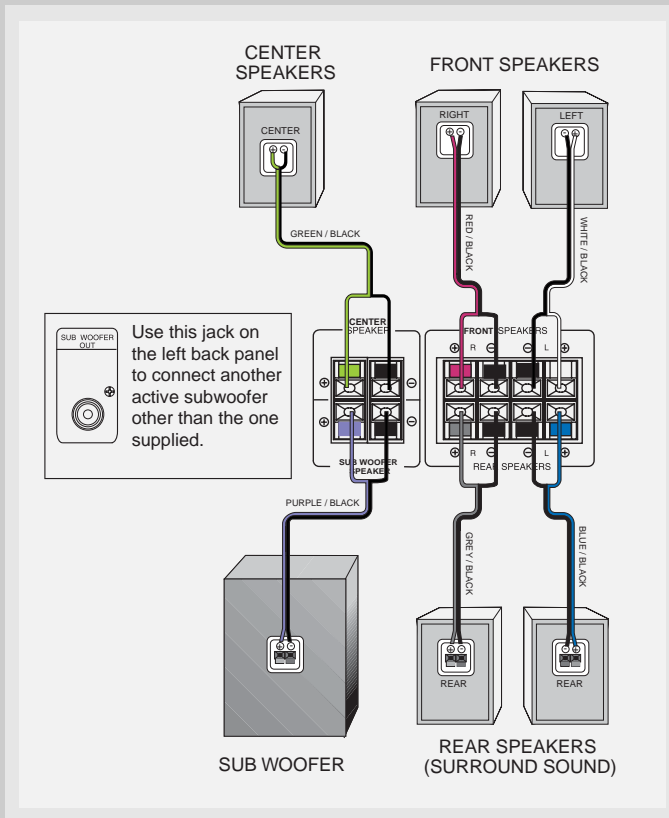 CENTER
SPEAKERS
FRONT SPEAKERS
CENTER
RIGHT
LEFT
GREEN / BLACK
RED / BLACK
WHITE / BLACK
SUB WOOFER
OUT
Use this jack on
the left back panel
to connect another
active subwoofer
other than the one
supplied.
CENTER
SPEAKER
FRONT SPEAKERS
R
L
SUB WOOFER
SPEAKER
R
L
REAR SPEAKERS
PURPLE / BLACK
GREY / BLACK
BLUE / BLACK
REAR
REAR
SUB WOOFER
REAR SPEAKERS
(SURROUND SOUND)